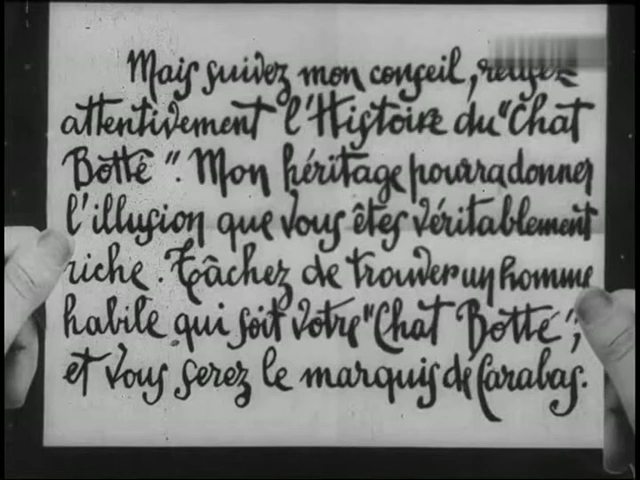 Mais suivez mon conseil, relisez
attentivement l'Histoire du "Chat
Botté". Mon héritage pourra donner
l'illusion que vous êtes véritablement
riche. Tâchez de trouver un homme
habile qui soit votre "Chat Botté";
et vous serez le marquis de Carabas.